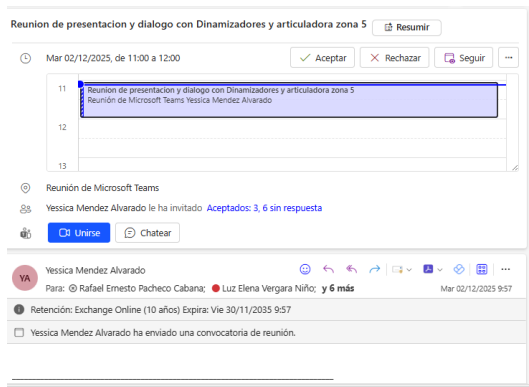 Reunion de presentacion y dialogo con Dinamizadores y articuladora zona 5 Resumir
Mar 02/12/2025, de 11:00 a 12:00 Aceptar Rechazar Seguir ...
11 Reunion de presentacion y dialogo con Dinamizadores y articuladora zona 5
Reunión de Microsoft Teams Yessica Mendez Alvarado
12
13
Reunión de Microsoft Teams
Yessica Mendez Alvarado le ha invitado Aceptados: 3, 6 sin respuesta
Unirse Chatear
YA Yessica Mendez Alvarado
Para: Rafael Ernesto Pacheco Cabana; Luz Elena Vergara Niño; y 6 más Mar 02/12/2025 9:57
Retención: Exchange Online (10 años) Expira: Vie 30/11/2035 9:57
Yessica Mendez Alvarado ha enviado una convocatoria de reunión.